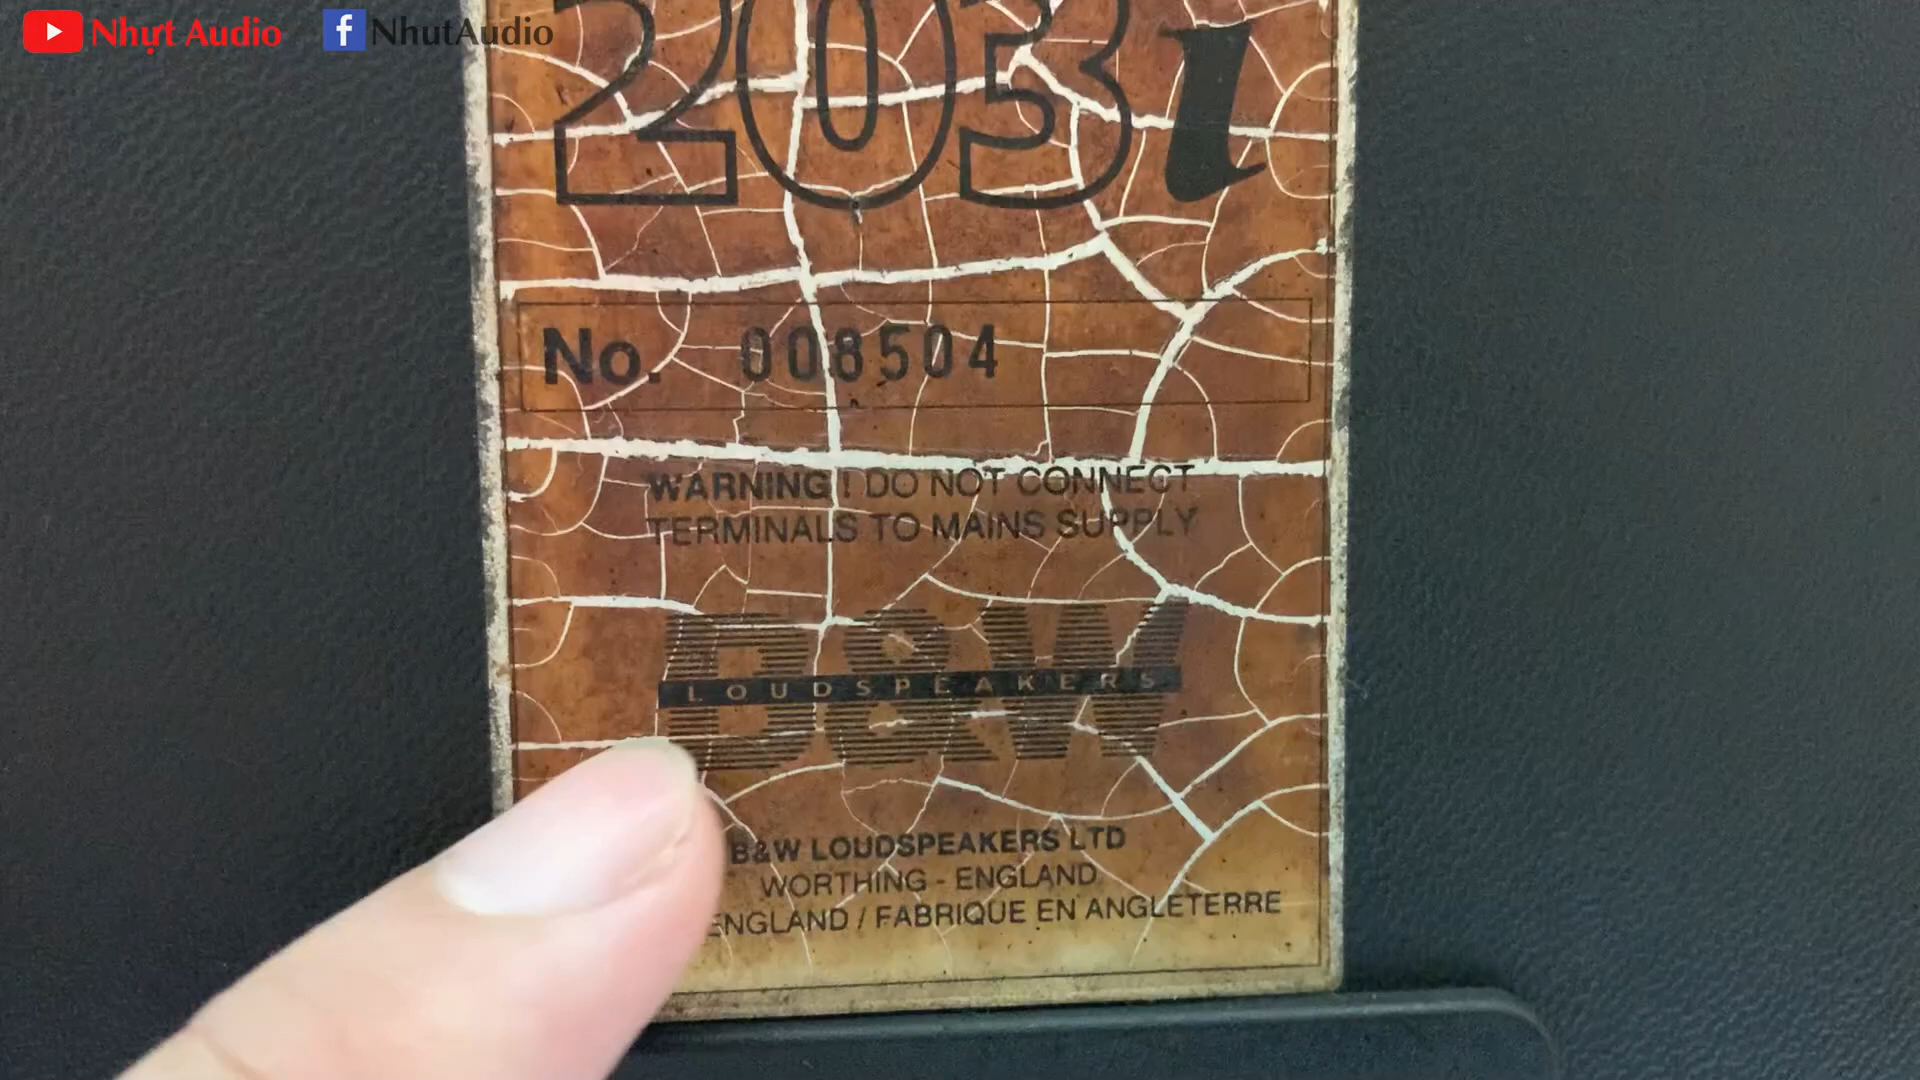 Nhựt Audio
NhutAudio
203i
No. 008504
WARNING ! DO NOT CONNECT
TERMINALS TO MAINS SUPPLY
B&W
LOUDSPEAKERS
B&W LOUDSPEAKERS LTD
WORTHING - ENGLAND
ENGLAND / FABRIQUE EN ANGLETERRE